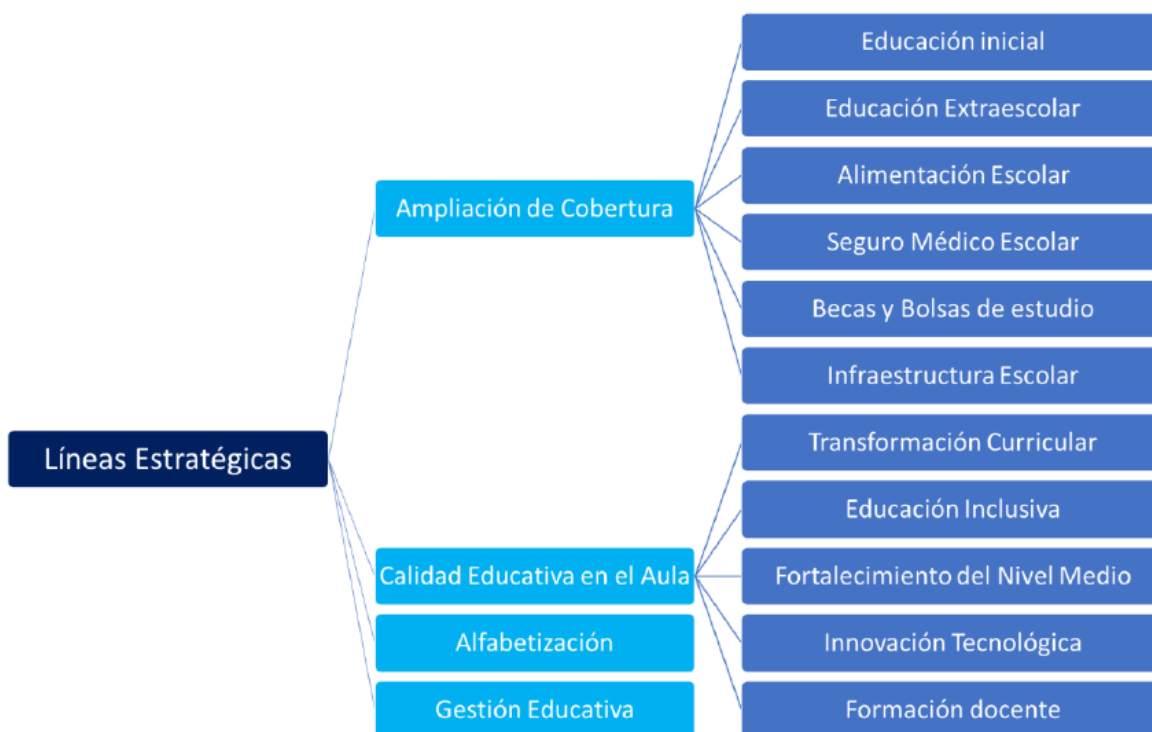 Líneas Estratégicas
Ampliación de Cobertura
Educación inicial
Educación Extraescolar
Alimentación Escolar
Seguro Médico Escolar
Becas y Bolsas de estudio
Infraestructura Escolar
Calidad Educativa en el Aula
Transformación Curricular
Educación Inclusiva
Fortalecimiento del Nivel Medio
Innovación Tecnológica
Formación docente
Alfabetización
Gestión Educativa